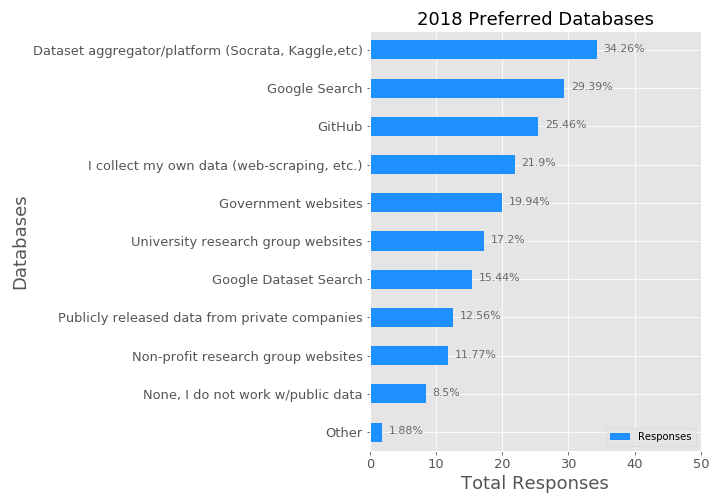 2018 Preferred Databases
Dataset aggregator/platform (Socrata, Kaggle,etc) 34.26%
Google Search 29.39%
GitHub 25.46%
I collect my own data (web-scraping, etc.) 21.9%
Government websites 19.94%
University research group websites 17.2%
Google Dataset Search 15.44%
Publicly released data from private companies 12.56%
Non-profit research group websites 11.77%
None, I do not work w/public data 8.5%
Other 1.88%
Databases
Responses
0 10 20 30 40 50
Total Responses